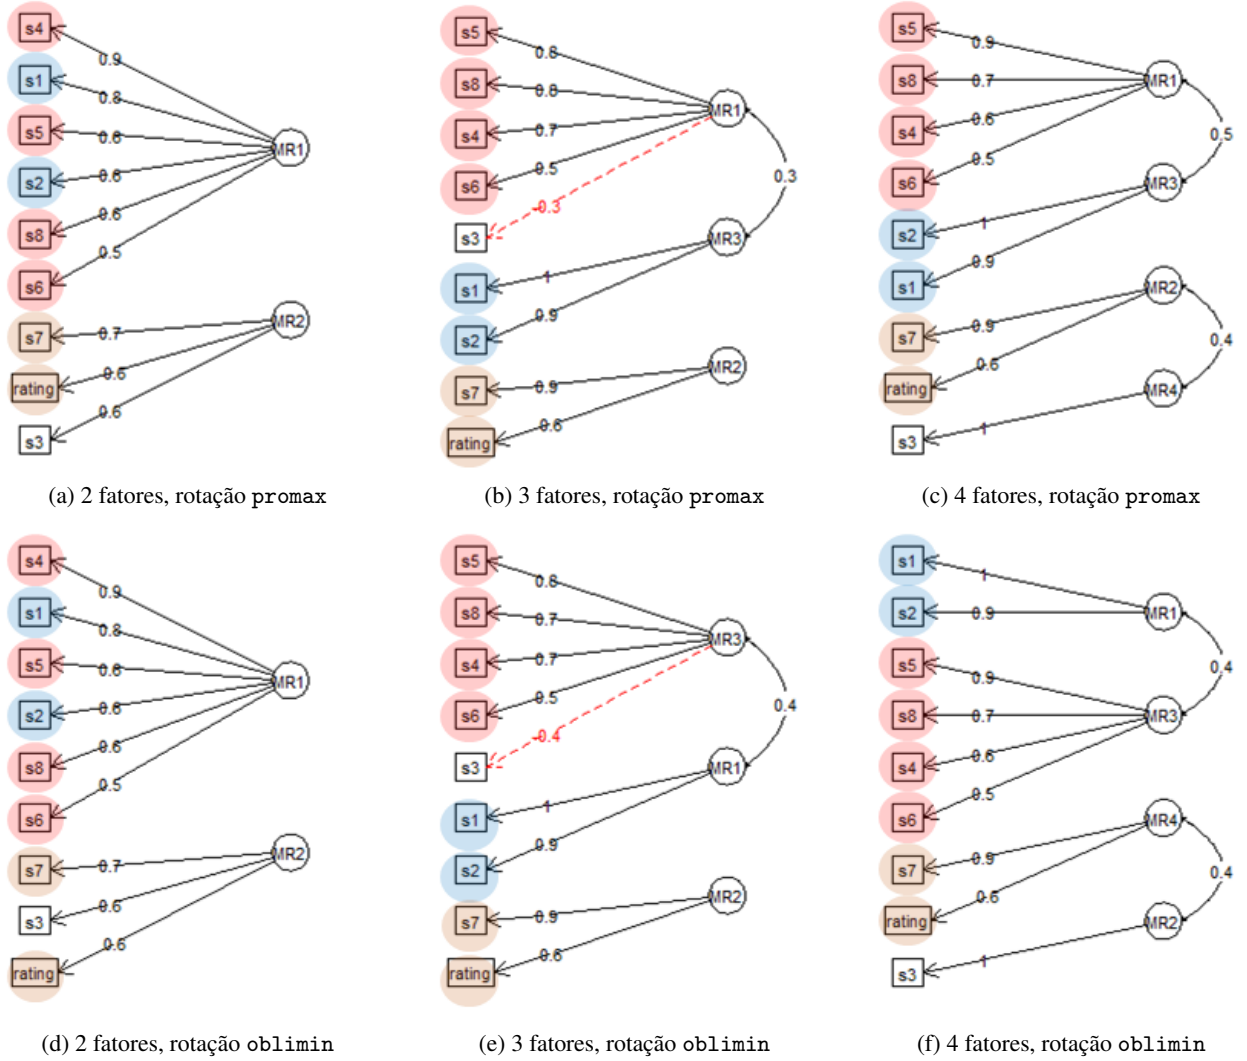 s4
0.9
s1
0.8
s5
0.6
MR1
s2
0.6
s8
0.6
s6
0.5
s7
0.7
MR2
rating
0.6
s3
0.6
(a) 2 fatores, rotação promax
s5
0.8
s8
0.8
MR1
s4
0.7
s6
0.5
0.3
s3
-0.3
MR3
s1
1
s2
0.9
MR2
s7
0.9
rating
0.6
(b) 3 fatores, rotação promax
s5
0.9
s8
0.7
MR1
s4
0.6
0.5
s6
0.5
MR3
s2
1
s1
0.9
MR2
s7
0.9
0.4
rating
0.6
MR4
s3
1
(c) 4 fatores, rotação promax
s4
0.9
s1
0.8
s5
0.6
MR1
s2
0.6
s8
0.6
s6
0.5
s7
0.7
MR2
s3
0.6
rating
0.6
(d) 2 fatores, rotação oblimin
s5
0.8
s8
0.7
MR3
s4
0.7
s6
0.5
0.4
s3
-0.4
MR1
s1
1
s2
0.9
MR2
s7
0.9
rating
0.6
(e) 3 fatores, rotação oblimin
s1
1
s2
0.9
MR1
s5
0.9
0.4
s8
0.7
MR3
s4
0.6
s6
0.5
MR4
s7
0.9
0.4
rating
0.6
MR2
s3
1
(f) 4 fatores, rotação oblimin